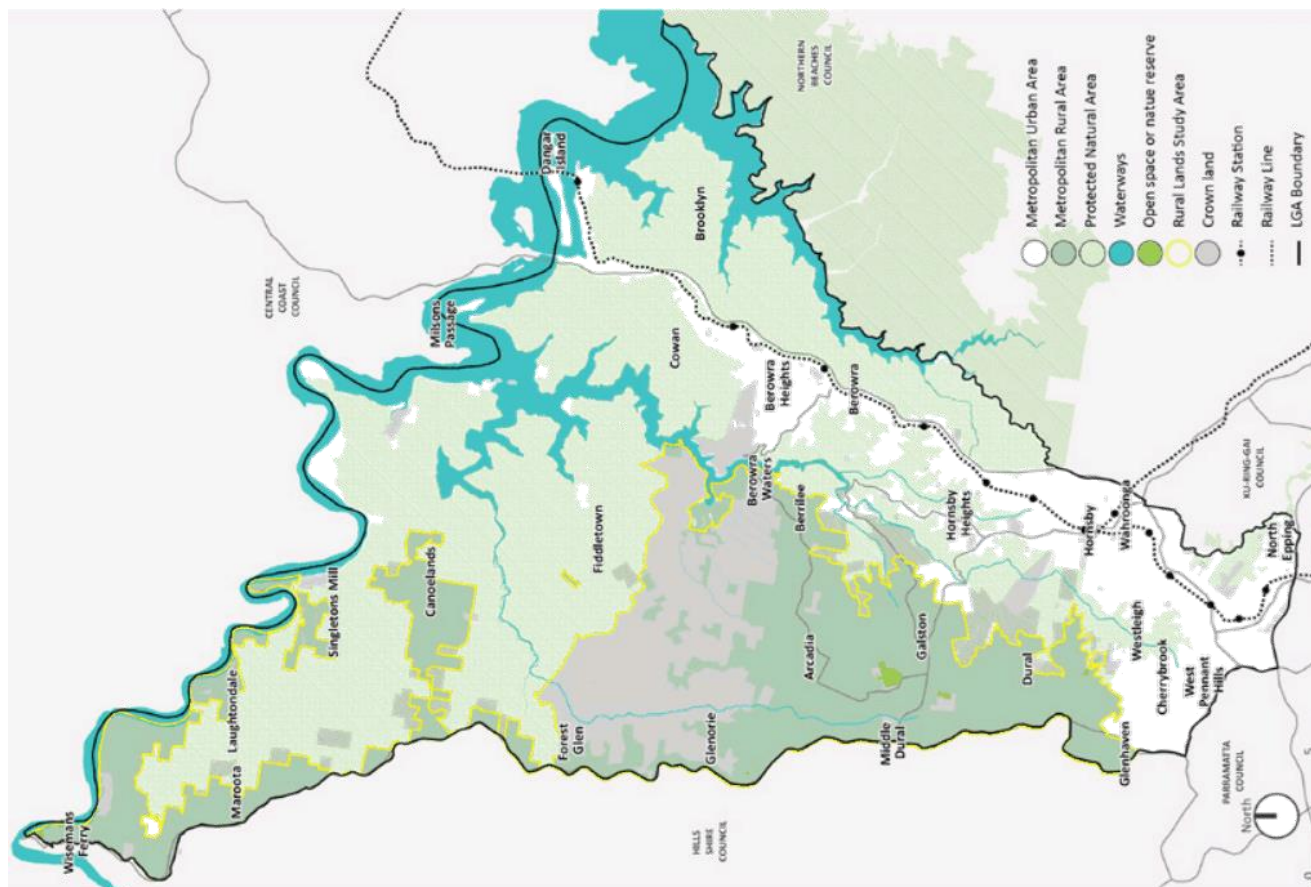 Wisemans
Ferry
Maroota
Laughtondale
Singletons Mill
Canoelands
Forest
Glen
Fiddletown
Glenorie
Milsons
Passage
CENTRAL
COAST
COUNCIL
Dangar
Island
Brooklyn
Cowan
Berowra
Heights
Berowra
Berowra
Waters
Berrilee
Arcadia
Hornsby
Heights
Galston
Middle
Dural
Dural
Hornsby
Wahroonga
Westleigh
Cherrybrook
West
Pennant
Hills
Glenhaven
North
Epping
HILLS
SHIRE
COUNCIL
PARRAMATTA
COUNCIL
KU-RING-GAI
COUNCIL
NORTHERN
BEACHES
COUNCIL
Metropolitan Urban Area
Metropolitan Rural Area
Protected Natural Area
Waterways
Open space or natue reserve
Rural Lands Study Area
Crown land
Railway Station
Railway Line
LGA Boundary
North